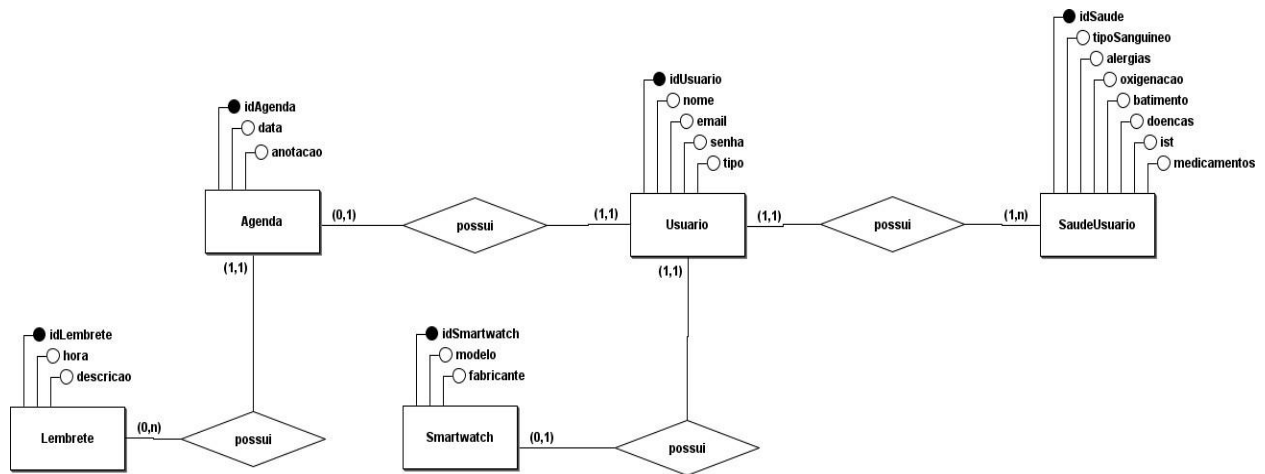 idSaude
tipoSanguineo
alergias
oxigenacao
batimento
doencas
ist
medicamentos
SaudeUsuario
idUsuario
nome
email
senha
tipo
Usuario
idAgenda
data
anotacao
Agenda
(0,1)
possui
(1,1)
(1,1)
possui
(1,n)
(1,1)
(1,1)
idLembrete
hora
descricao
Lembrete
(0,n)
possui
idSmartwatch
modelo
fabricante
Smartwatch
(0,1)
possui